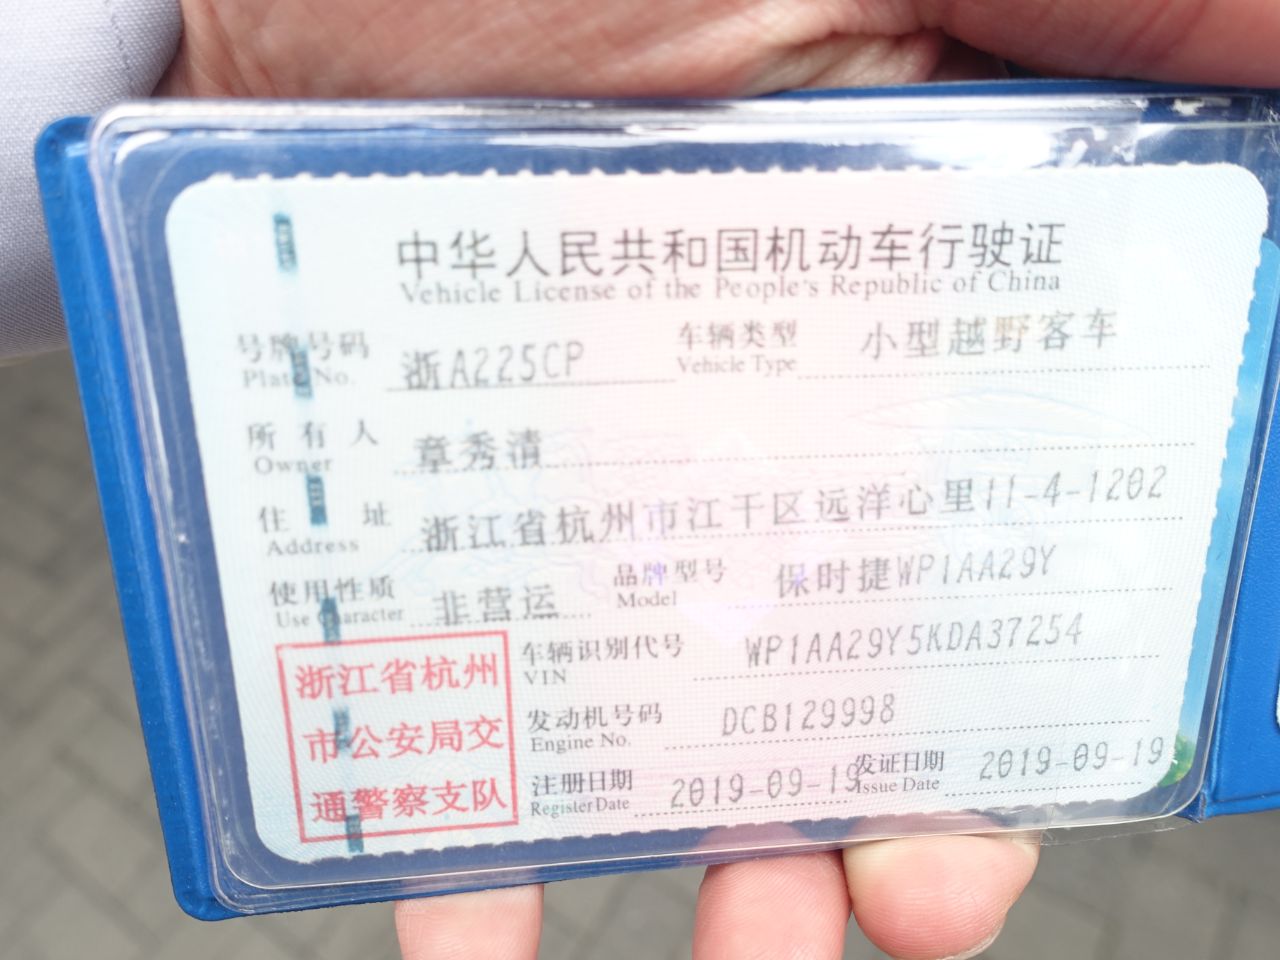 中华人民共和国机动车行驶证
Vehicle License of the People's Republic of China
号牌号码 浙A225CP 车辆类型 小型越野客车
Plate No. Vehicle Type
所有人 章秀清
Owner
住址 浙江省杭州市江干区远洋心里11-4-1202
Address
使用性质 非营运 品牌型号 保时捷WP1AA29Y
Use Character Model
车辆识别代号 WP1AA29Y5KDA37254
VIN
发动机号码 DCB129998
Engine No.
注册日期 2019-09-19 发证日期 2019-09-19
Register Date Issue Date
浙江省杭州
市公安局交
通警察支队